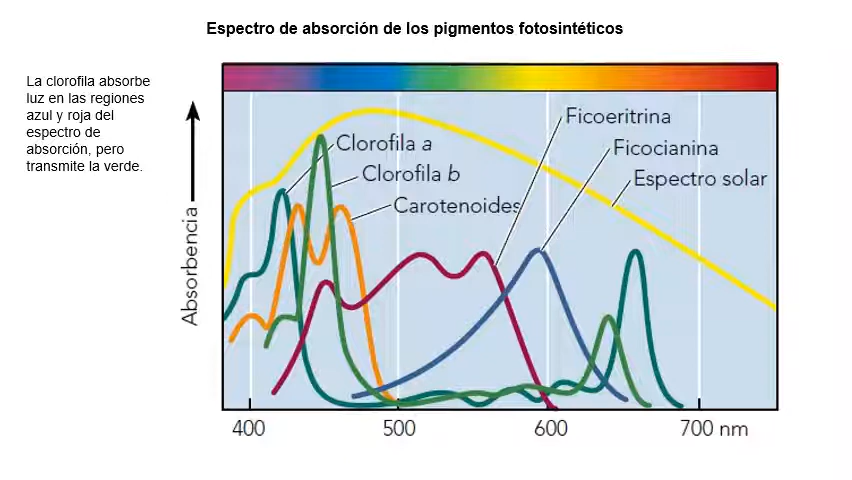 Espectro de absorción de los pigmentos fotosintéticos
La clorofila absorbe
luz en las regiones
azul y roja del
espectro de
absorción, pero
transmite la verde.
Absorbencia
Ficoeritrina
Clorofila a
Ficocianina
Clorofila b
Espectro solar
Carotenoides
400 500 600 700 nm